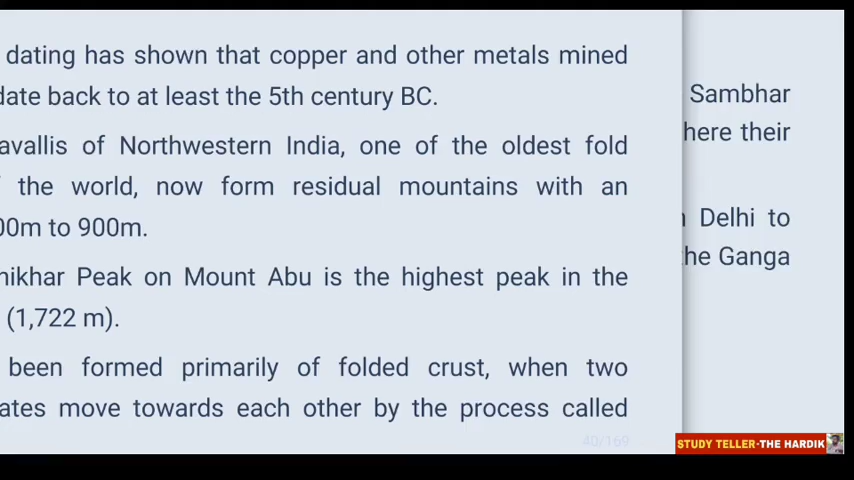 dating has shown that copper and other metals mined
date back to at least the 5th century BC.
avallis of Northwestern India, one of the oldest fold
the world, now form residual mountains with an
00m to 900m.
hikhar Peak on Mount Abu is the highest peak in the
(1,722 m).
been formed primarily of folded crust, when two
ates move towards each other by the process called
40/169
Sambhar
here their
Delhi to
the Ganga
STUDY TELLER-THE HARDIK